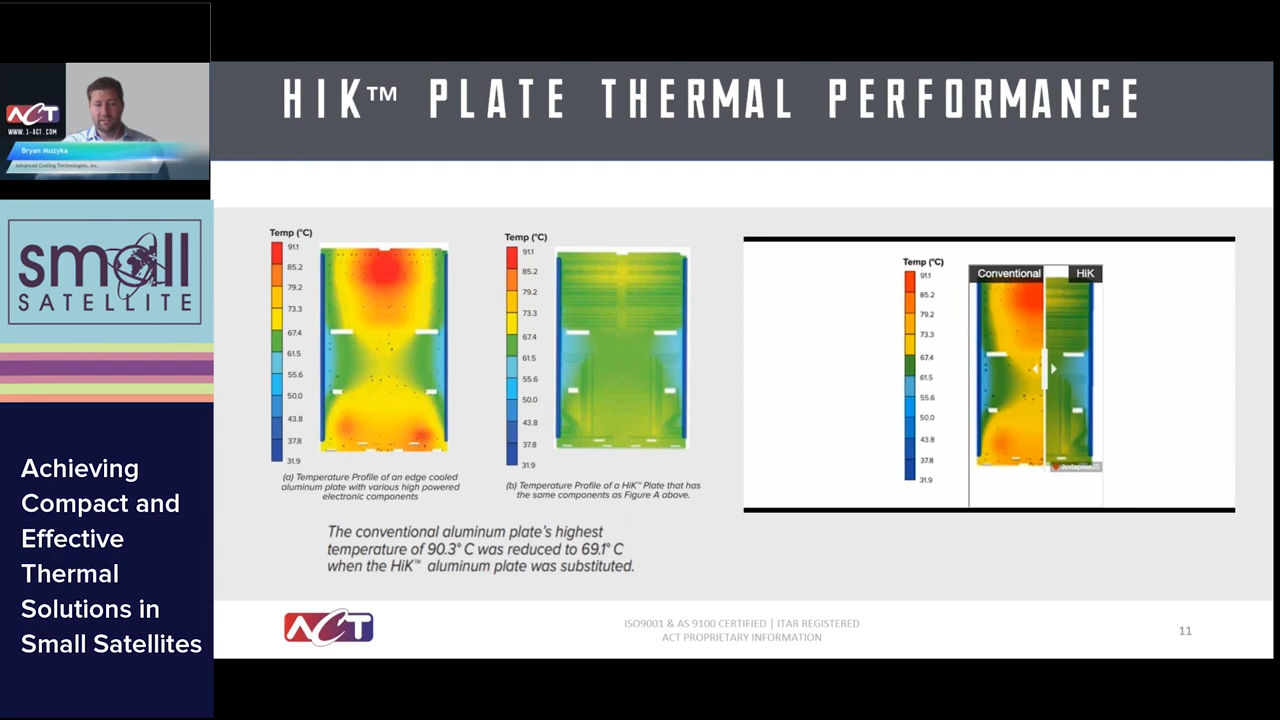 HIK™ PLATE THERMAL PERFORMANCE
ACT
WWW.1-ACT.COM
Bryan Muzyka
Advanced Cooling Technologies, Inc.
small
SATELLITE
Achieving
Compact and
Effective
Thermal
Solutions in
Small Satellites
Temp (°C)
91.1
85.2
79.2
73.3
67.4
61.5
55.6
50.0
43.8
37.8
31.9
(a) Temperature Profile of an edge cooled
aluminum plate with various high powered
electronic components
Temp (°C)
91.1
85.2
79.2
73.3
67.4
61.5
55.6
50.0
43.8
37.8
31.9
(b) Temperature Profile of a HiK™ Plate that has
the same components as Figure A above.
Temp (°C)
91.1
85.2
79.2
73.3
67.4
61.5
55.6
50.0
43.8
37.8
31.9
Conventional
HiK
JuxtaposeJS
The conventional aluminum plate's highest
temperature of 90.3° C was reduced to 69.1° C
when the HiK™ aluminum plate was substituted.
ACT
ISO9001 & AS 9100 CERTIFIED | ITAR REGISTERED
ACT PROPRIETARY INFORMATION
11